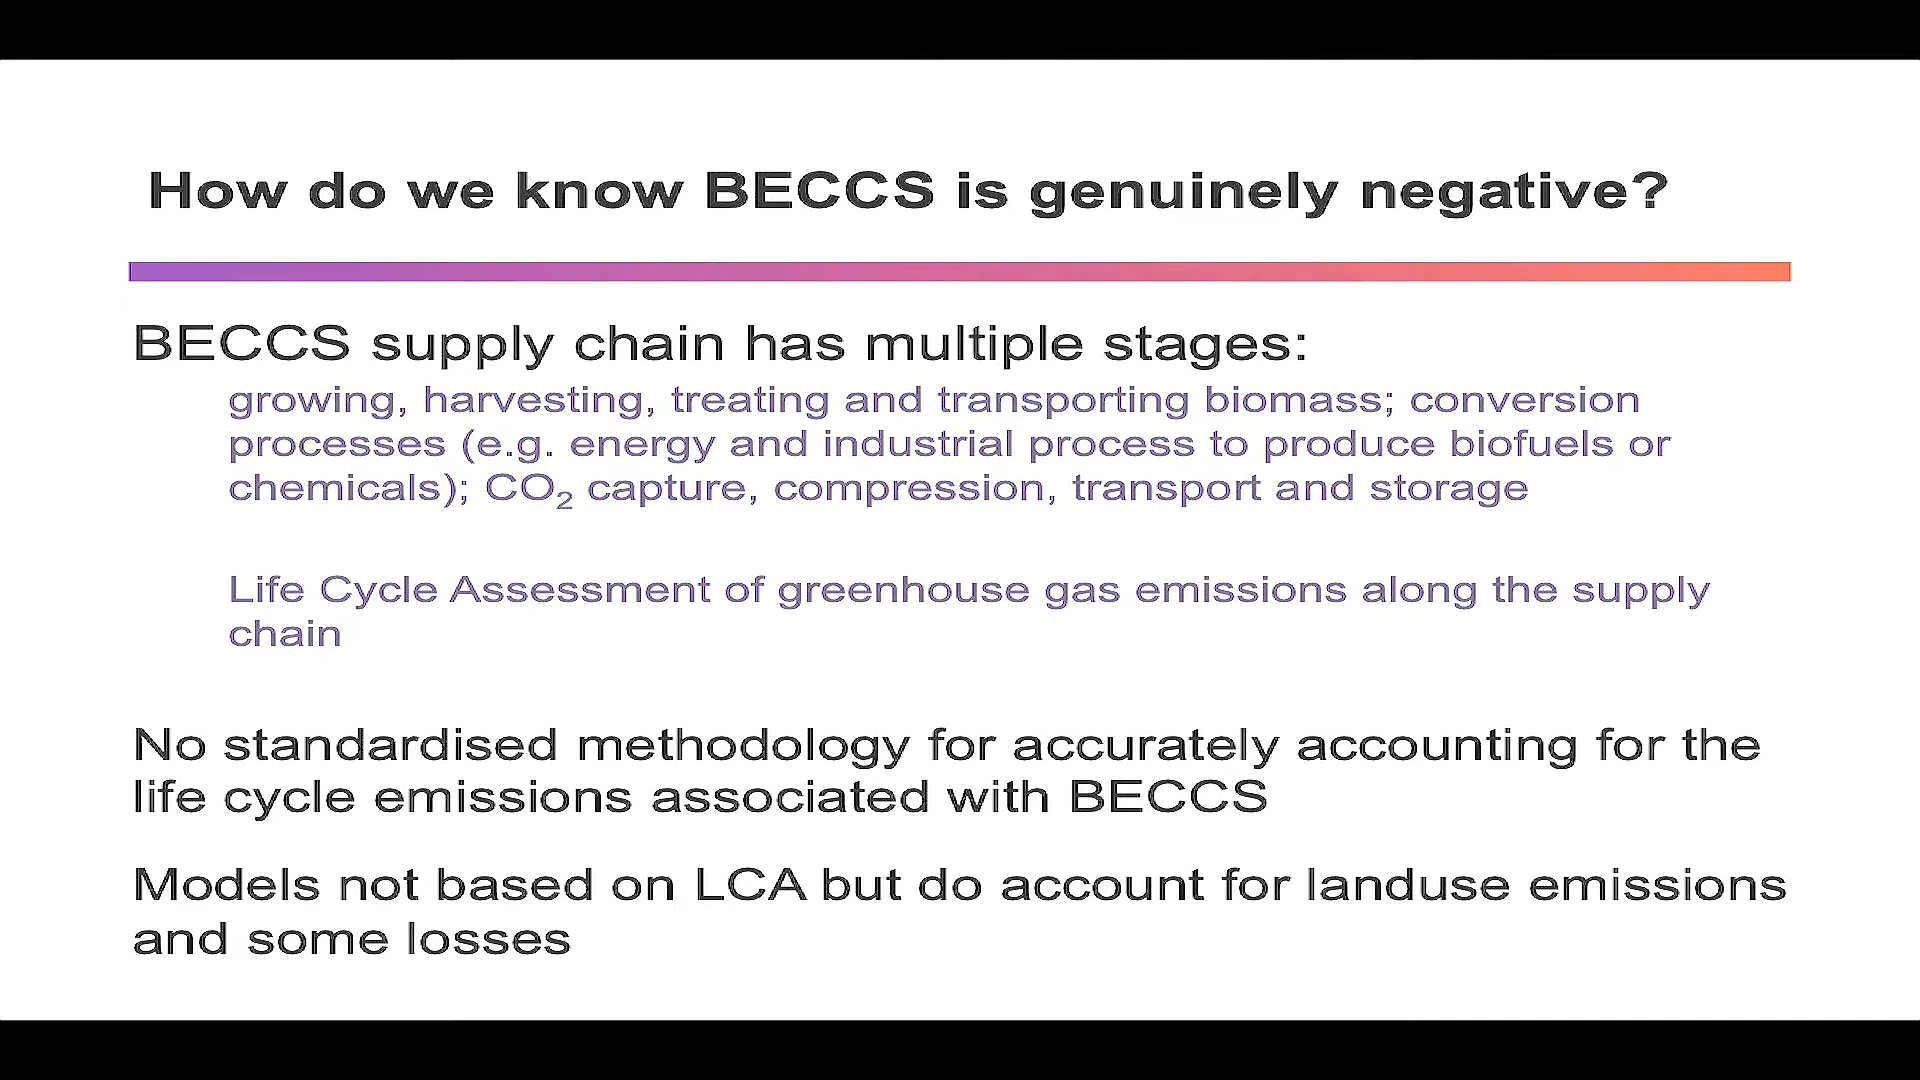 How do we know BECCS is genuinely negative?
BECCS supply chain has multiple stages:
growing, harvesting, treating and transporting biomass; conversion
processes (e.g. energy and industrial process to produce biofuels or
chemicals); CO₂ capture, compression, transport and storage
Life Cycle Assessment of greenhouse gas emissions along the supply
chain
No standardised methodology for accurately accounting for the
life cycle emissions associated with BECCS
Models not based on LCA but do account for landuse emissions
and some losses